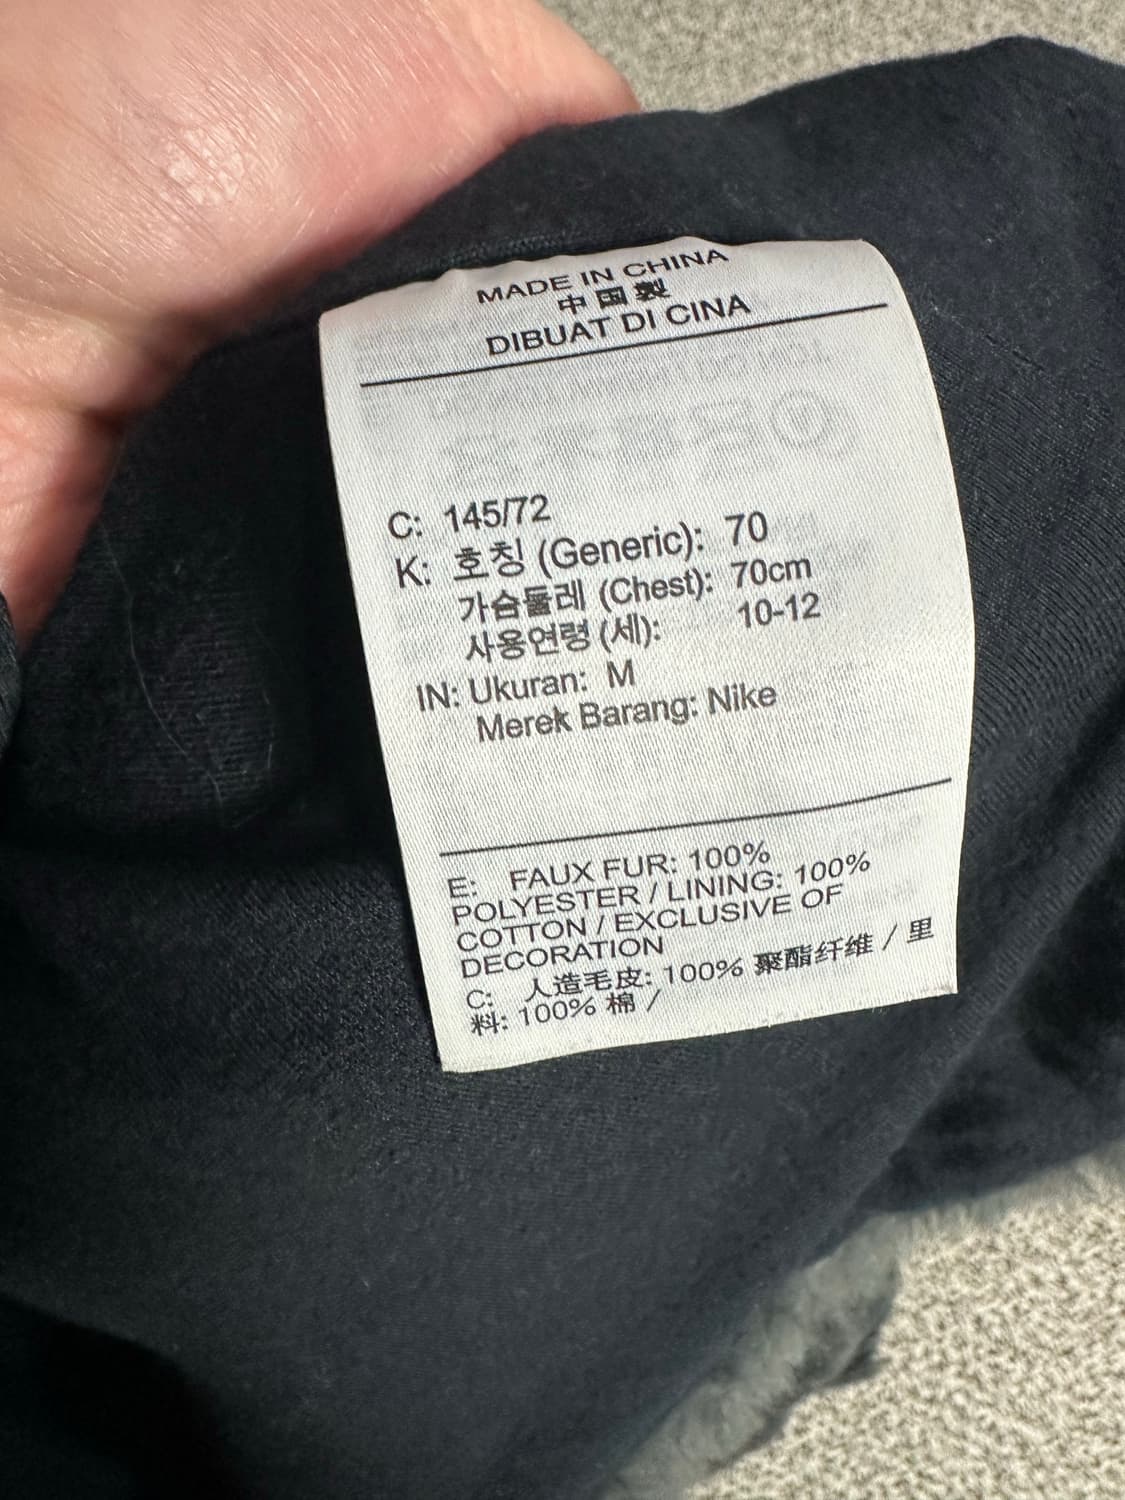 MADE IN CHINA
中国製
DIBUAT DI CINA
C: 145/72
K: 호칭 (Generic): 70
가슴둘레 (Chest): 70cm
사용연령 (세): 10-12
IN: Ukuran: M
Merek Barang: Nike
E: FAUX FUR: 100%
POLYESTER / LINING: 100%
COTTON / EXCLUSIVE OF
DECORATION
C: 人造毛皮: 100% 聚酯纤维 / 里
料: 100% 棉 /